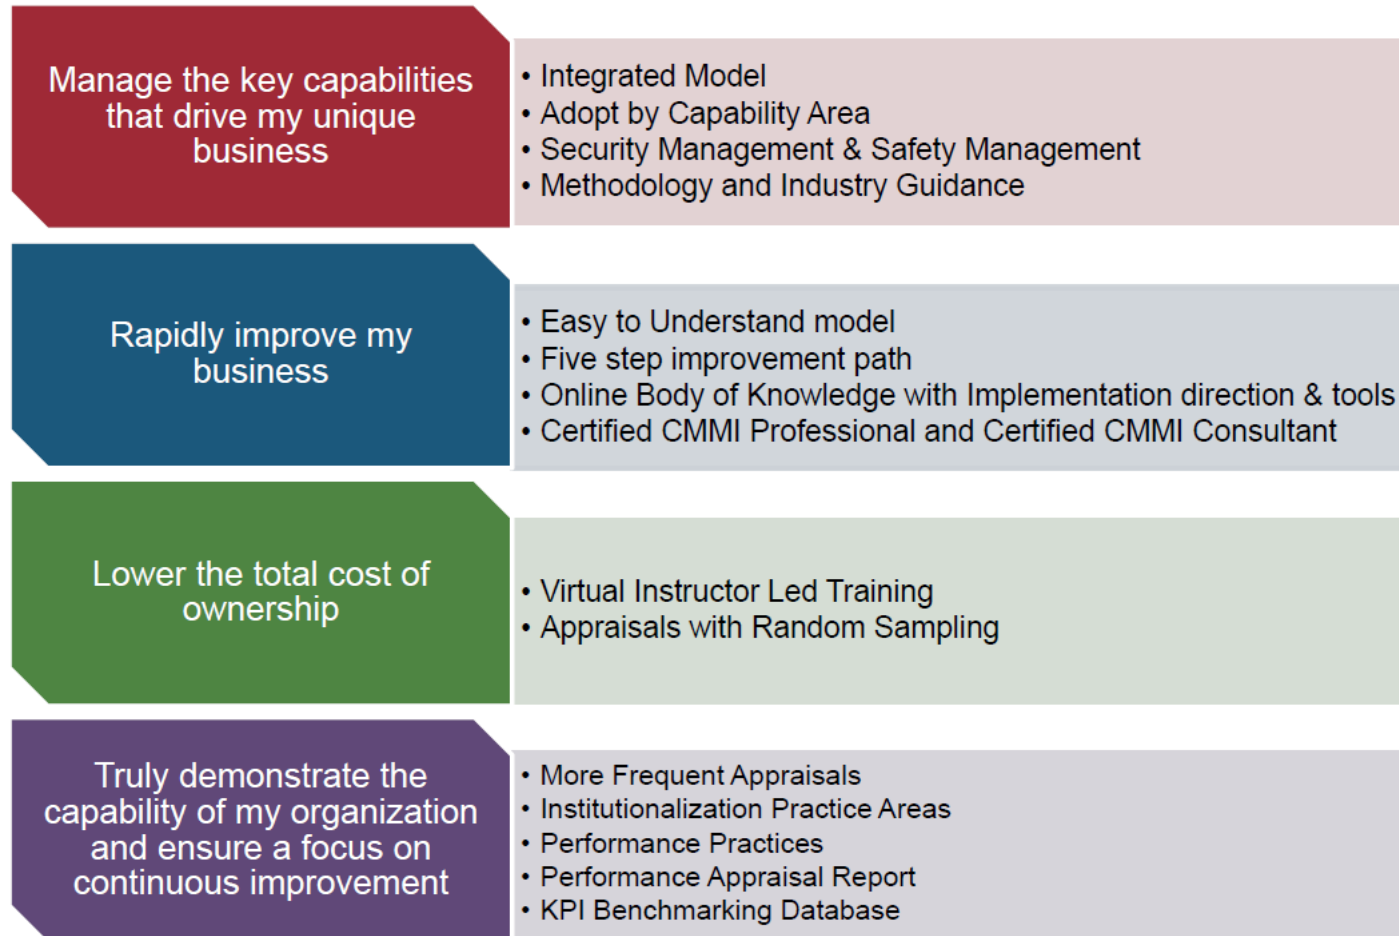 Manage the key capabilities
that drive my unique
business
• Integrated Model
• Adopt by Capability Area
• Security Management & Safety Management
• Methodology and Industry Guidance
Rapidly improve my
business
• Easy to Understand model
• Five step improvement path
• Online Body of Knowledge with Implementation direction & tools
• Certified CMMI Professional and Certified CMMI Consultant
Lower the total cost of
ownership
• Virtual Instructor Led Training
• Appraisals with Random Sampling
Truly demonstrate the
capability of my organization
and ensure a focus on
continuous improvement
• More Frequent Appraisals
• Institutionalization Practice Areas
• Performance Practices
• Performance Appraisal Report
• KPI Benchmarking Database